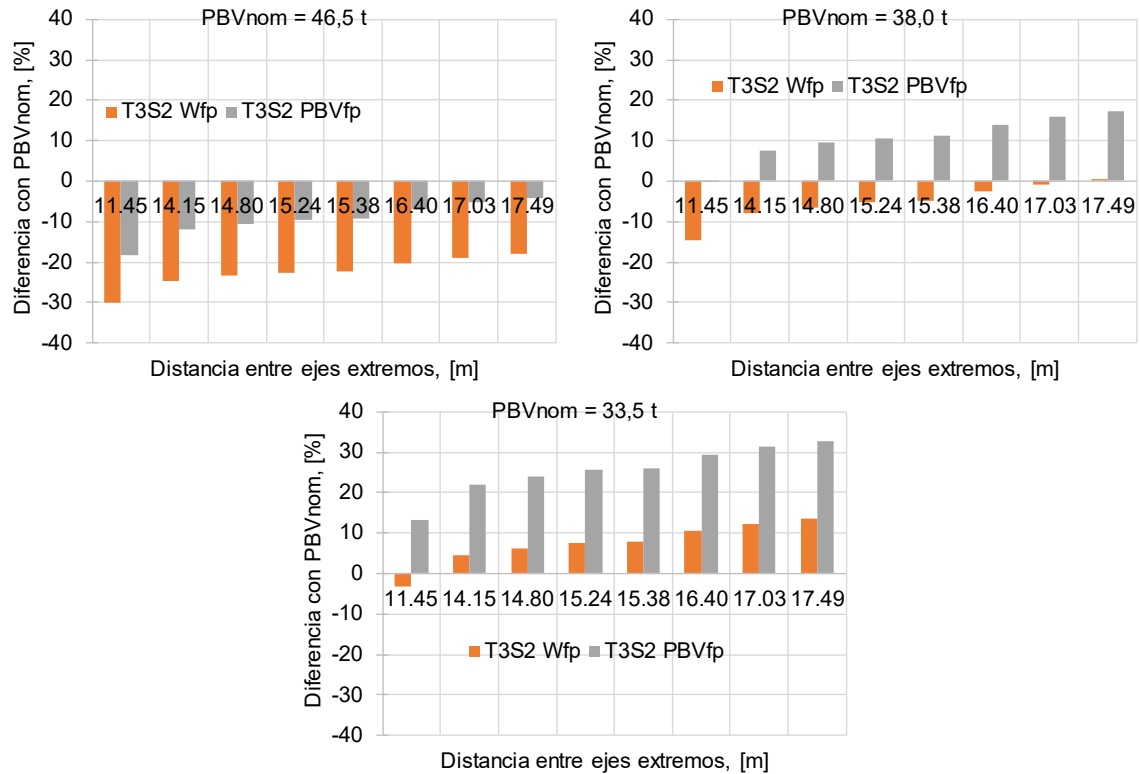 PBVnom = 46,5 t
Diferencia con PBVnom, [%]
40
30
20
10
0
-10
-20
-30
-40
T3S2 Wfp T3S2 PBVfp
11.45 14.15 14.80 15.24 15.38 16.40 17.03 17.49
Distancia entre ejes extremos, [m]
PBVnom = 38,0 t
Diferencia con PBVnom, [%]
40
30
20
10
0
-10
-20
-30
-40
T3S2 Wfp T3S2 PBVfp
11.45 14.15 14.80 15.24 15.38 16.40 17.03 17.49
Distancia entre ejes extremos, [m]
PBVnom = 33,5 t
Diferencia con PBVnom, [%]
40
30
20
10
0
-10
-20
-30
-40
11.45 14.15 14.80 15.24 15.38 16.40 17.03 17.49
T3S2 Wfp T3S2 PBVfp
Distancia entre ejes extremos, [m]